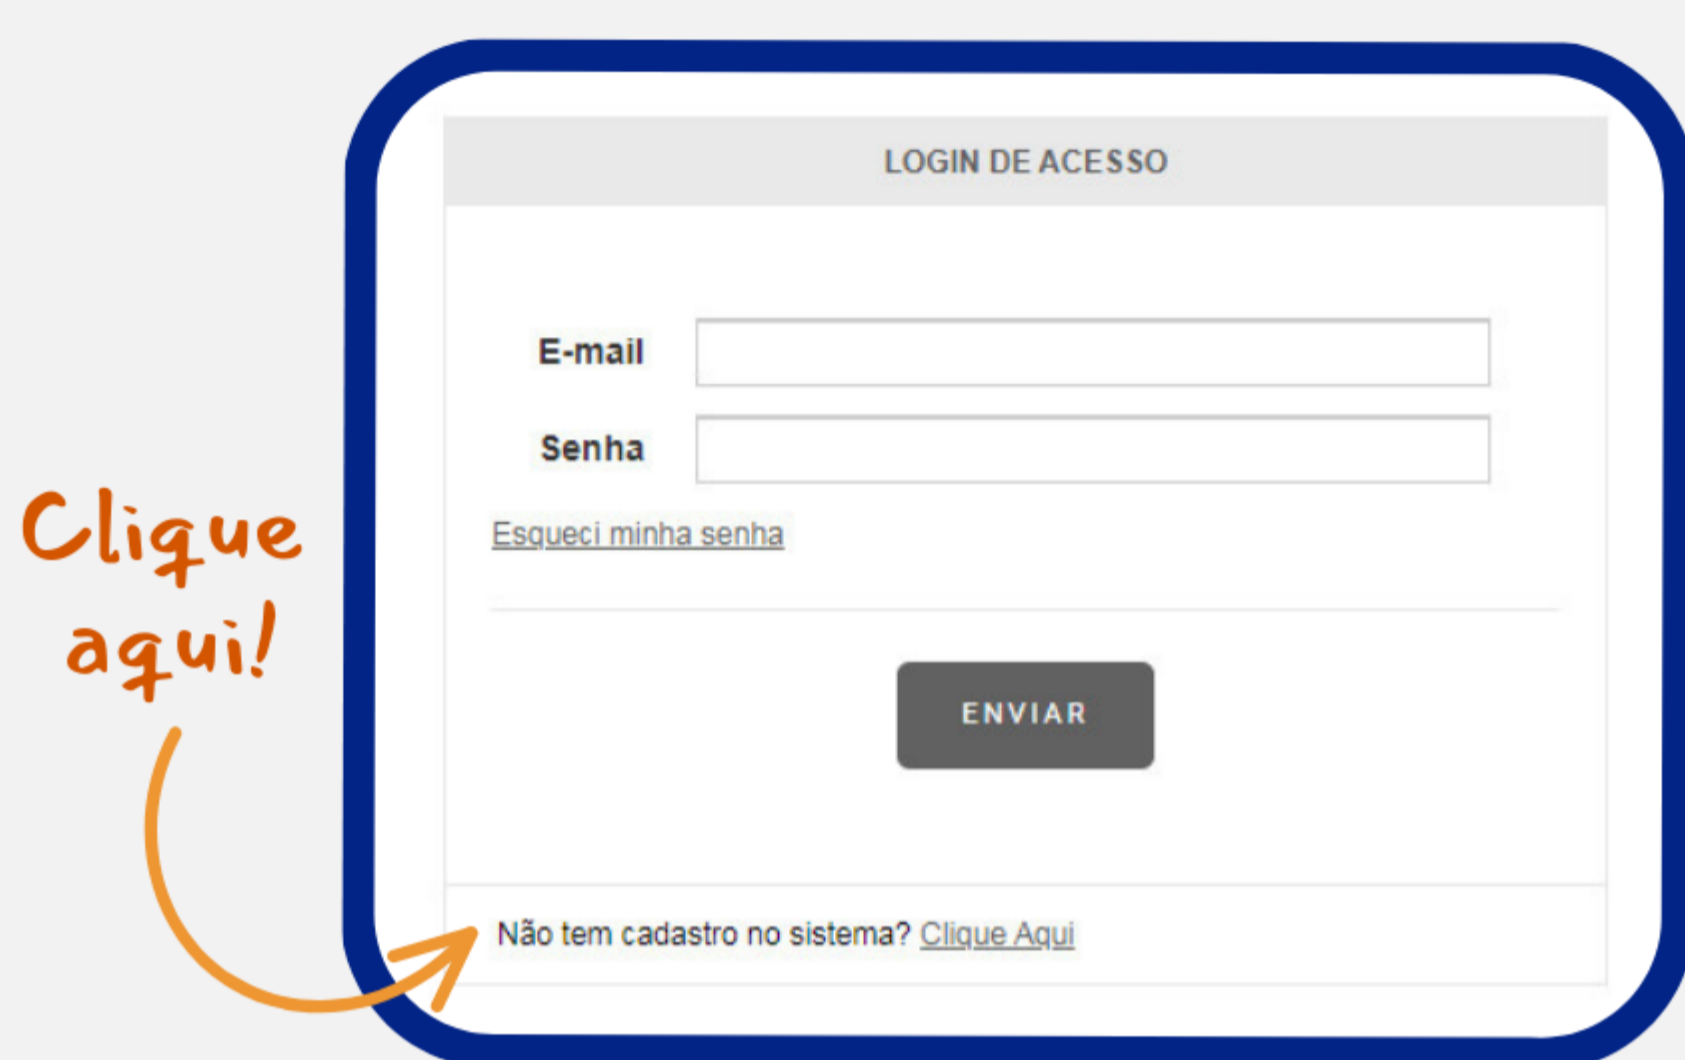 LOGIN DE ACESSO
E-mail
Senha
Esqueci minha senha
ENVIAR
Não tem cadastro no sistema? Clique Aqui
Clique
aqui!